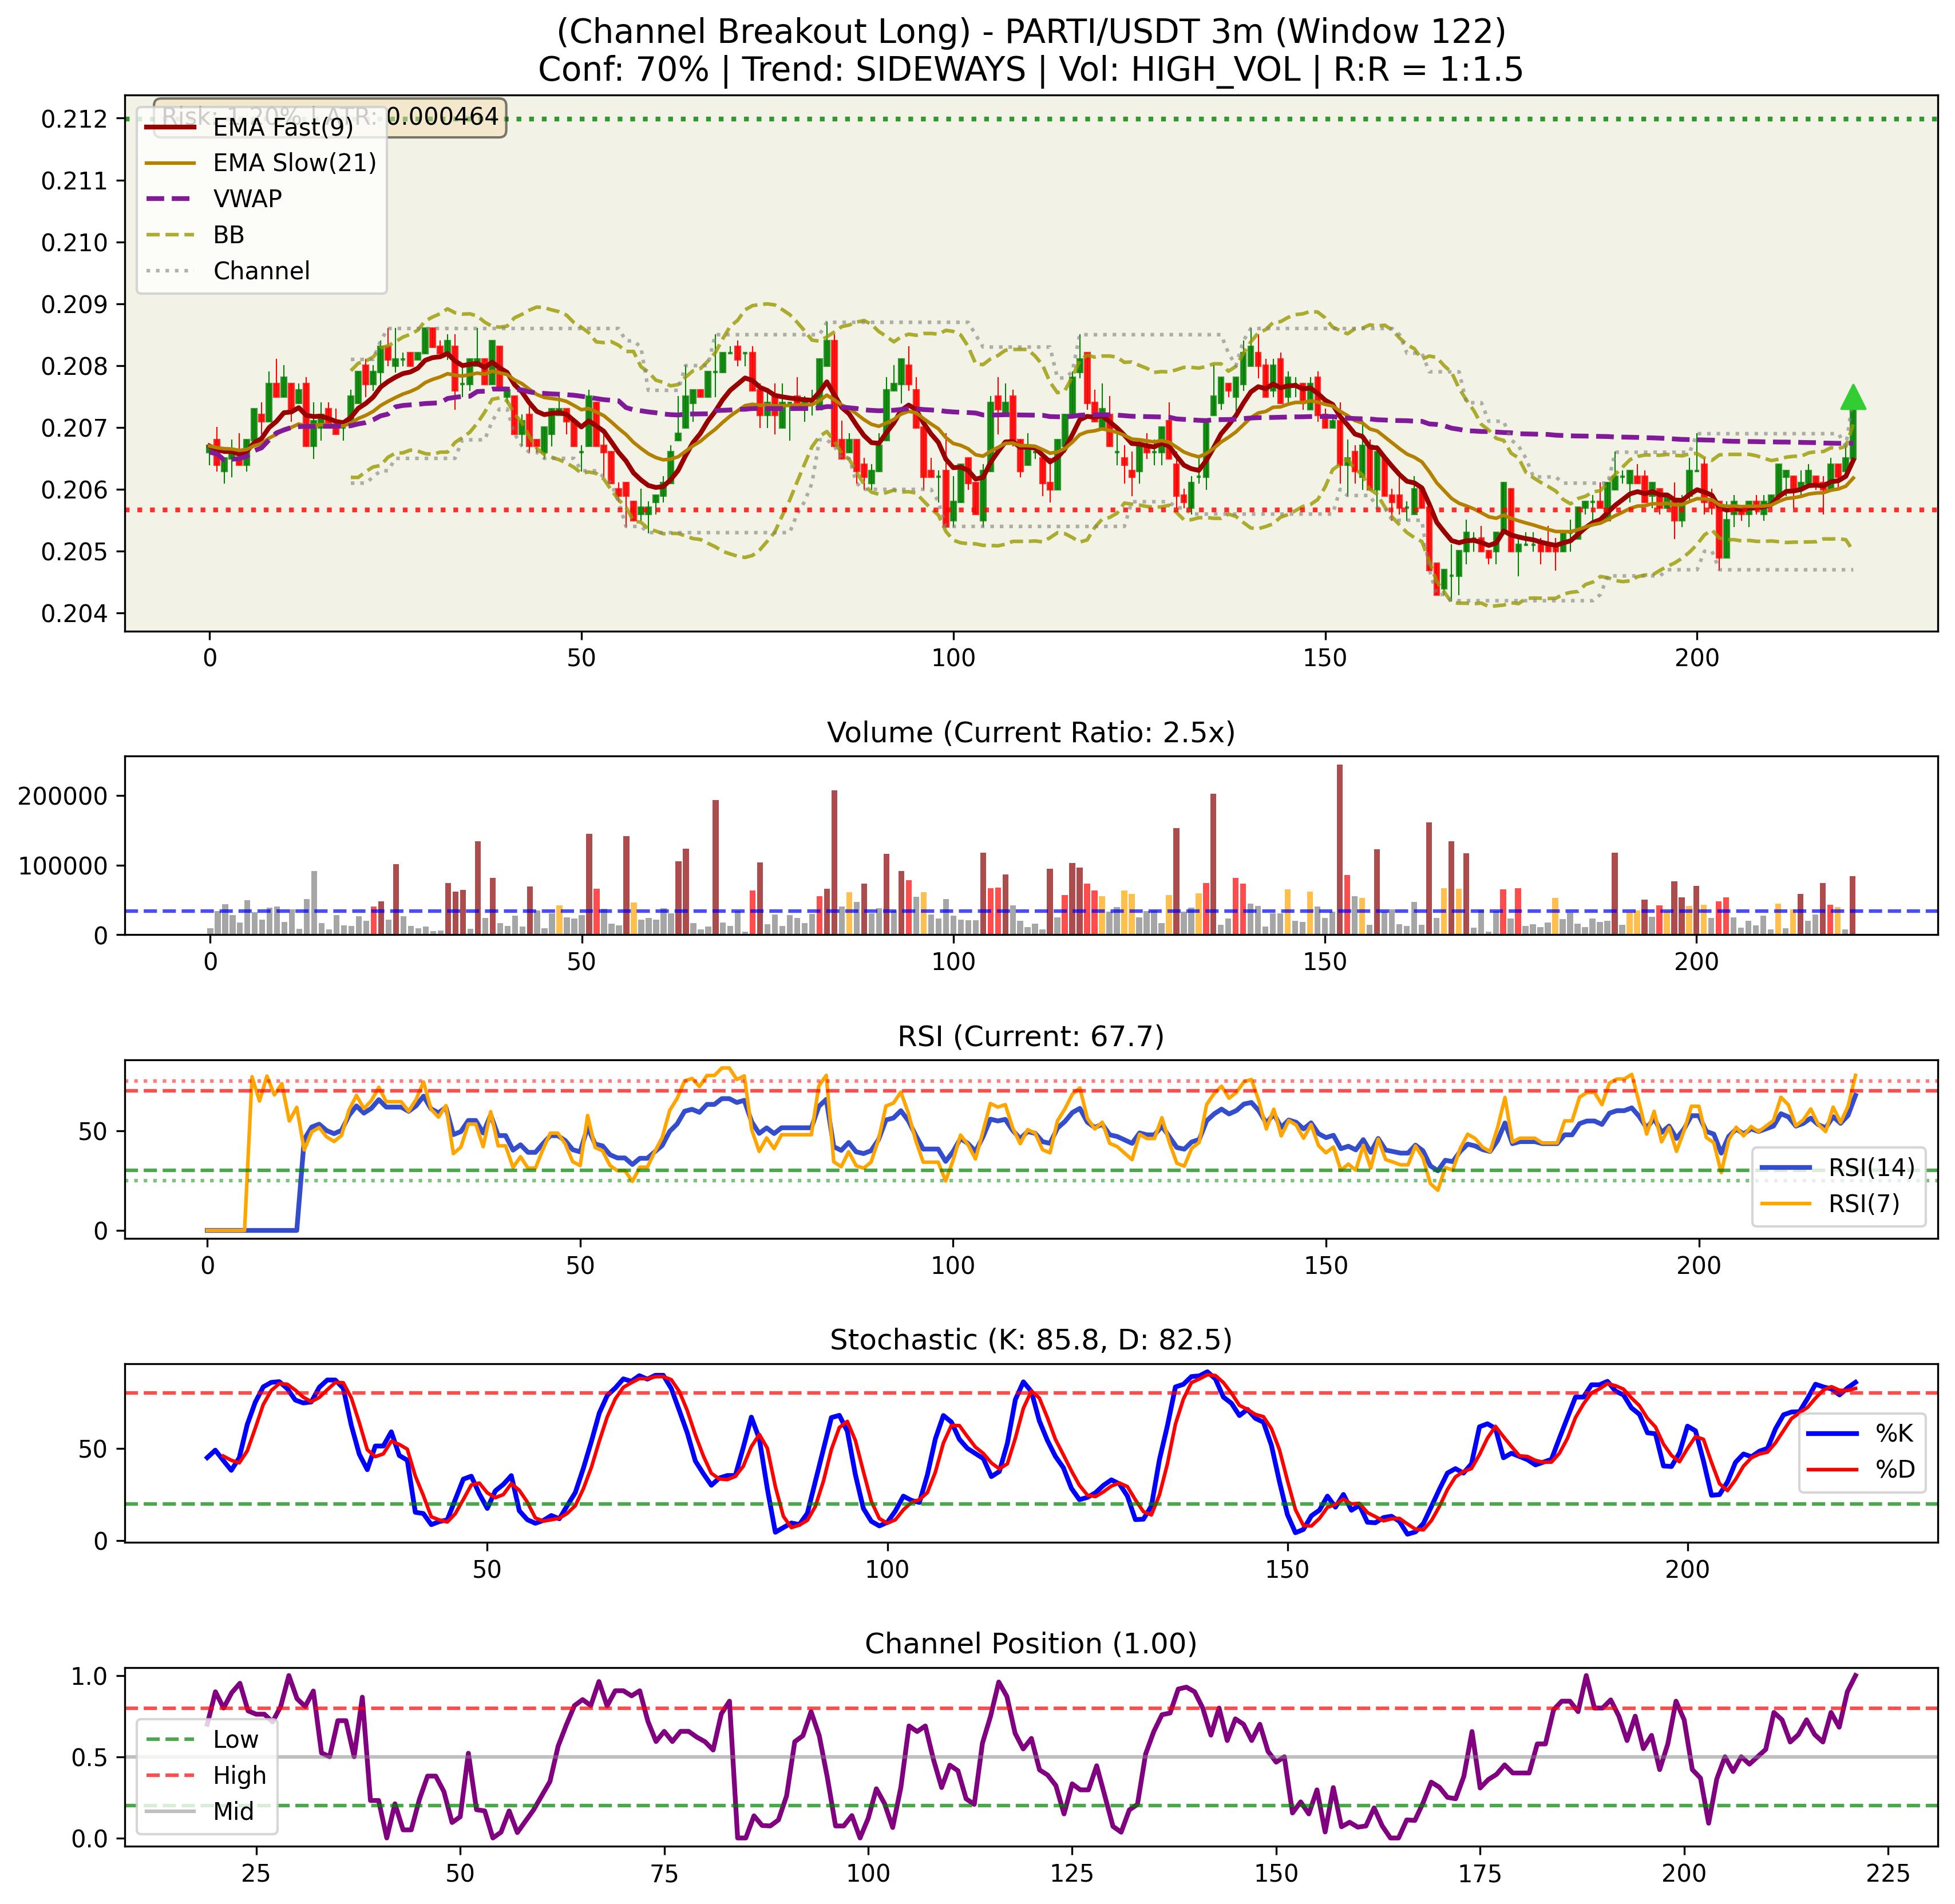 (Channel Breakout Long) - PARTI/USDT 3m (Window 122)
Conf: 70% | Trend: SIDEWAYS | Vol: HIGH_VOL | R:R = 1:1.5
Risk: 1.20% | ATR: 0.000464
EMA Fast(9)
EMA Slow(21)
VWAP
BB
Channel
0.212
0.211
0.210
0.209
0.208
0.207
0.206
0.205
0.204
0 50 100 150 200
Volume (Current Ratio: 2.5x)
200000
100000
0
0 50 100 150 200
RSI (Current: 67.7)
50
0
RSI(14)
RSI(7)
0 50 100 150 200
Stochastic (K: 85.8, D: 82.5)
50
0
%K
%D
50 100 150 200
Channel Position (1.00)
1.0
0.5
0.0
Low
High
Mid
25 50 75 100 125 150 175 200 225